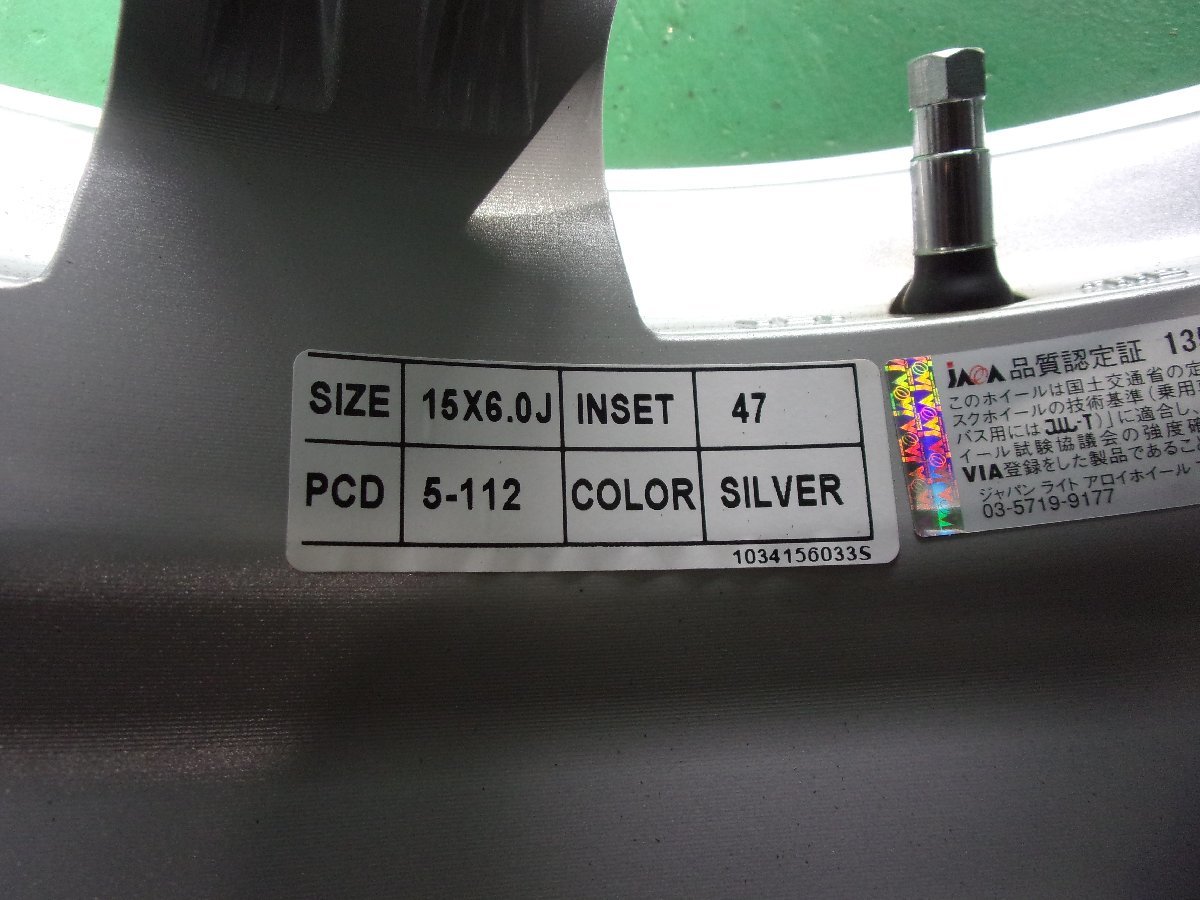 SIZE 15X6.0J INSET 47
PCD 5-112 COLOR SILVER
1034156033S
JAWA 品質認定証
このホイールは国土交通省の定
スクホイールの技術基準(乗用
バス用には JWL-T)」に適合し、
イール試験協議会の強度確
VIA登録をした製品であるこ
ジャパン ライト アロイホイール
03-5719-9177